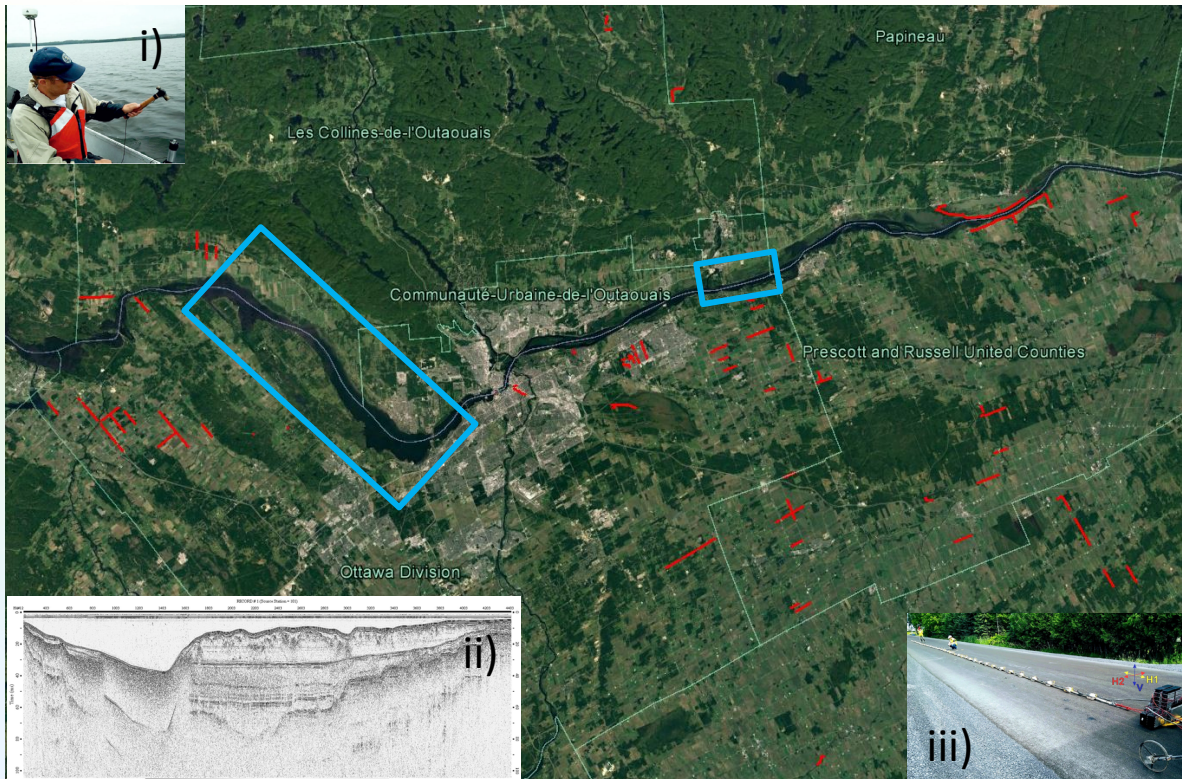 i)
Papineau
Les Collines-de-l'Outaouais
Communauté-Urbaine-de-l'Outaouais
Prescott and Russell United Counties
Ottawa Division
ii)
iii)
H2
H1
V